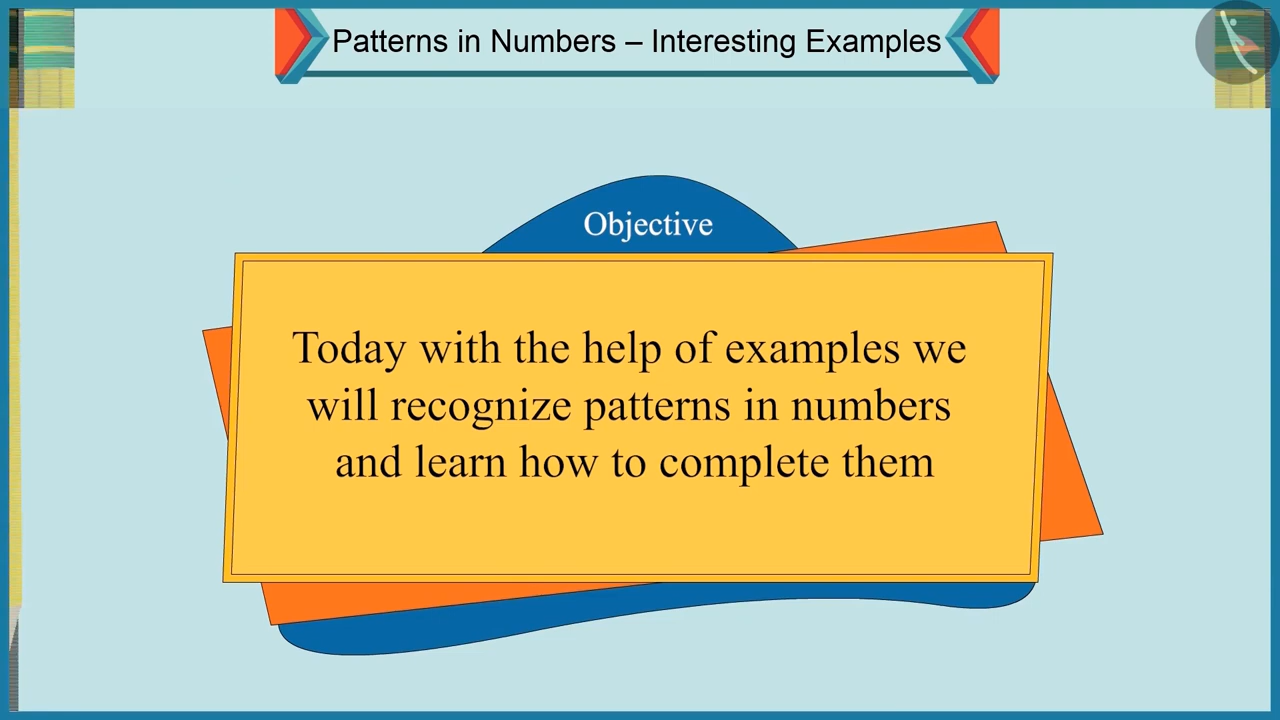 Patterns in Numbers – Interesting Examples
Objective
Today with the help of examples we
will recognize patterns in numbers
and learn how to complete them